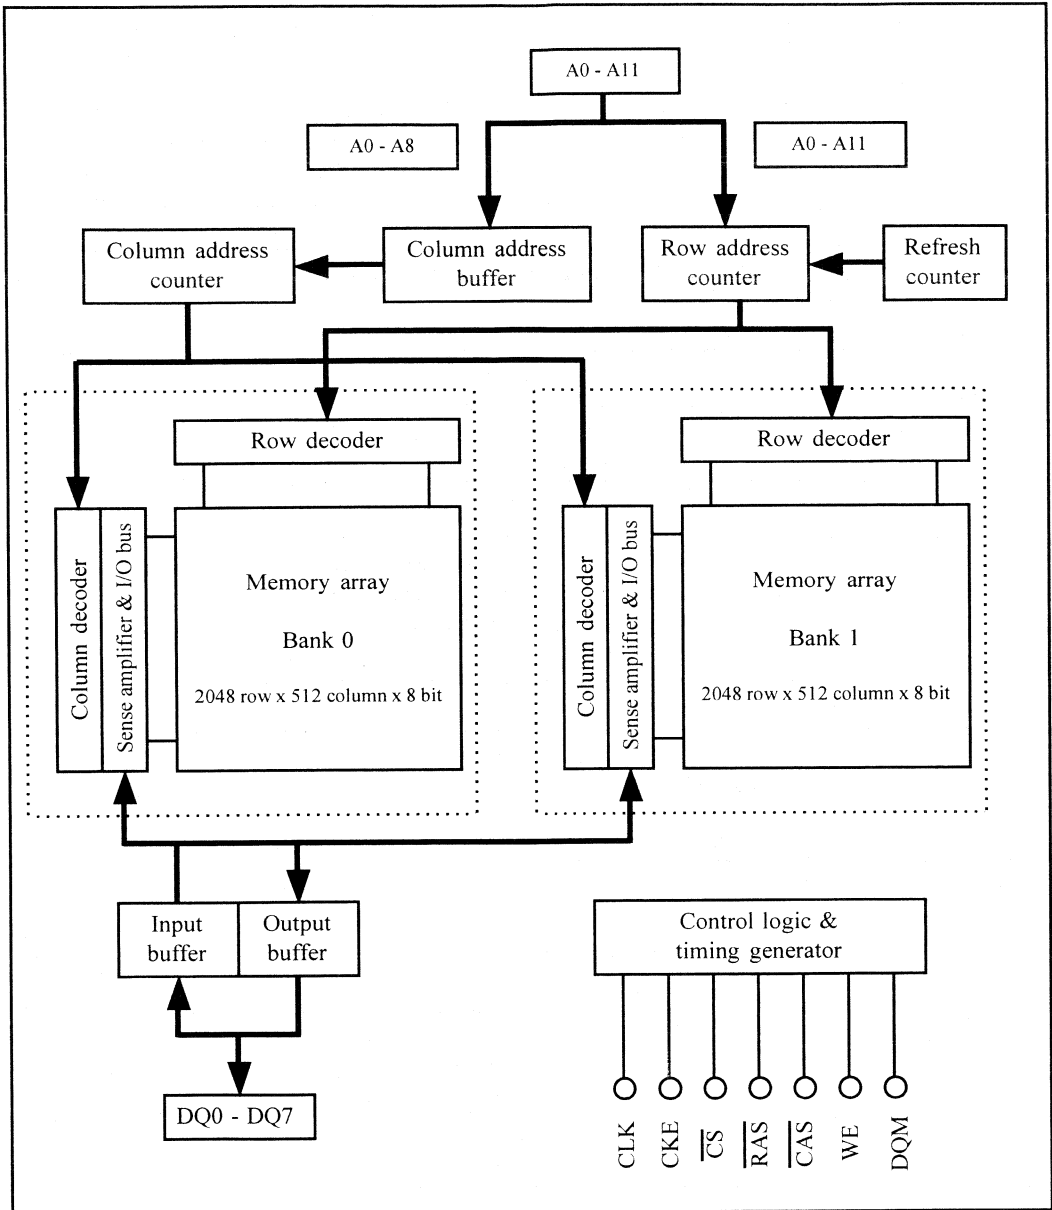 A0 - A11
A0 - A8
A0 - A11
Column address
counter
Column address
buffer
Row address
counter
Refresh
counter
Row decoder
Row decoder
Column decoder
Sense amplifier & I/O bus
Memory array
Bank 0
2048 row x 512 column x 8 bit
Column decoder
Sense amplifier & I/O bus
Memory array
Bank 1
2048 row x 512 column x 8 bit
Input
buffer
Output
buffer
Control logic &
timing generator
DQ0 - DQ7
CLK
CKE
C̅S̅
R̅A̅S̅
C̅A̅S̅
WE
DQM